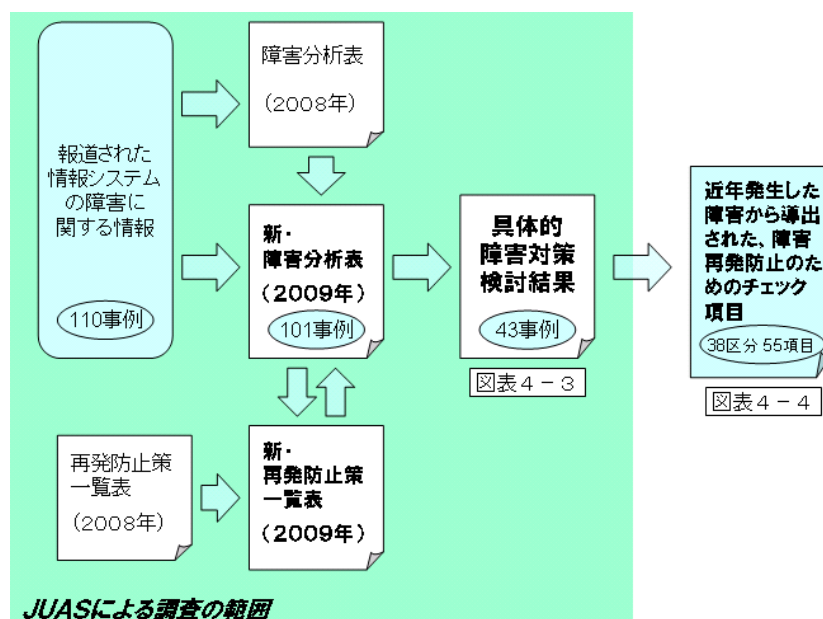 障害分析表
(2008年)
報道された
情報システム
の障害に
関する情報
110事例
新・
障害分析表
(2009年)
101事例
具体的
障害対策
検討結果
43事例
図表4-3
近年発生した
障害から導出
された、障害
再発防止のた
めのチェック
項目
38区分 55項目
図表4-4
再発防止策
一覧表
(2008年)
新・
再発防止策
一覧表
(2009年)
JUASによる調査の範囲